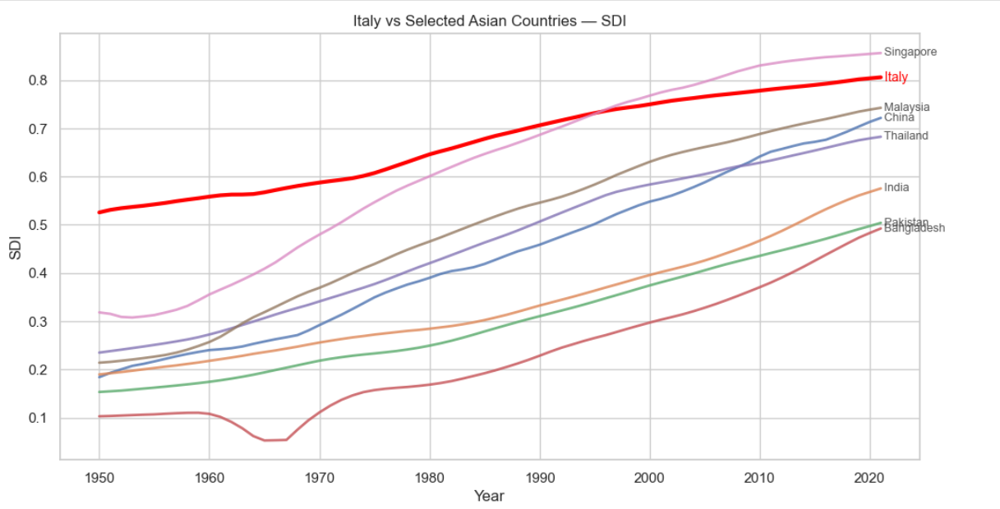 Italy vs Selected Asian Countries — SDI
SDI
0.8
0.7
0.6
0.5
0.4
0.3
0.2
0.1
Singapore
Italy
Malaysia
China
Thailand
India
Pakistan
Bangladesh
1950 1960 1970 1980 1990 2000 2010 2020
Year